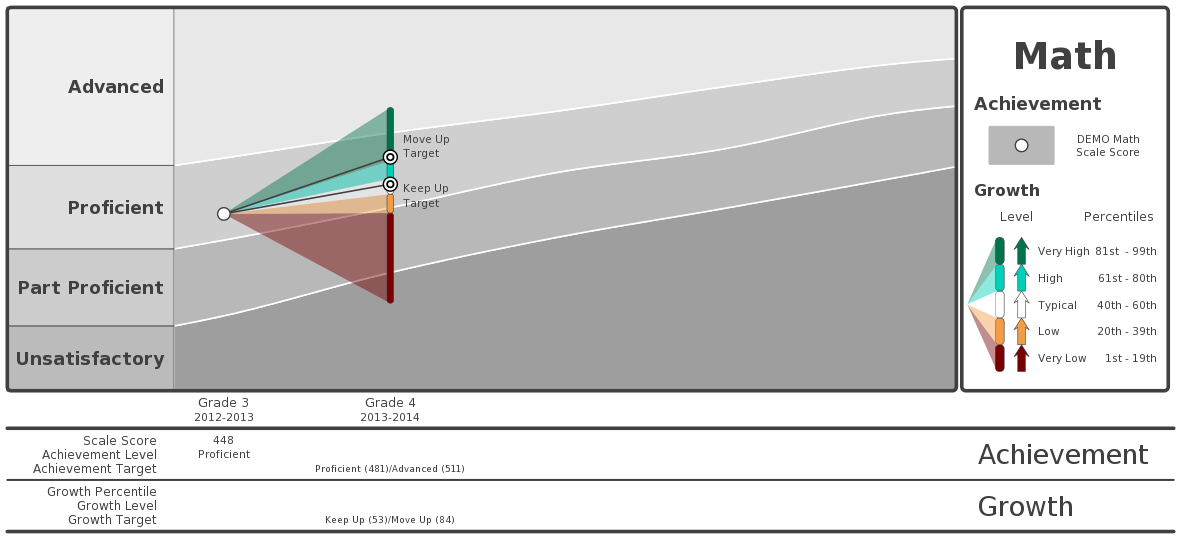 Advanced
Proficient
Part Proficient
Unsatisfactory
Move Up
Target
Keep Up
Target
Math
Achievement
DEMO Math
Scale Score
Growth
Level Percentiles
Very High 81st - 99th
High 61st - 80th
Typical 40th - 60th
Low 20th - 39th
Very Low 1st - 19th
Grade 3 Grade 4
2012-2013 2013-2014
Scale Score 448
Achievement Level Proficient
Achievement Target Proficient (481)/Advanced (511)
Achievement
Growth Percentile
Growth Level
Growth Target Keep Up (53)/Move Up (84)
Growth